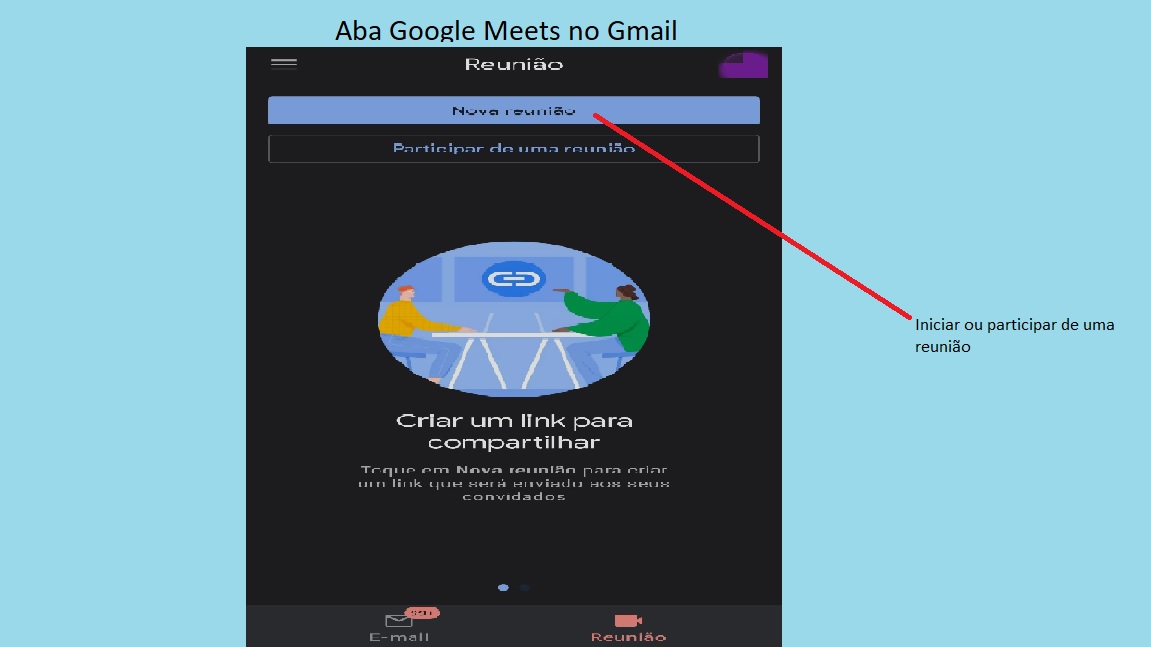 Aba Google Meets no Gmail
Reunião
Nova reunião
Participar de uma reunião
Criar um link para
compartilhar
Toque em Nova reunião para criar
um link que será enviado aos seus
convidados
Iniciar ou participar de uma
reunião
E-mail
Reunião